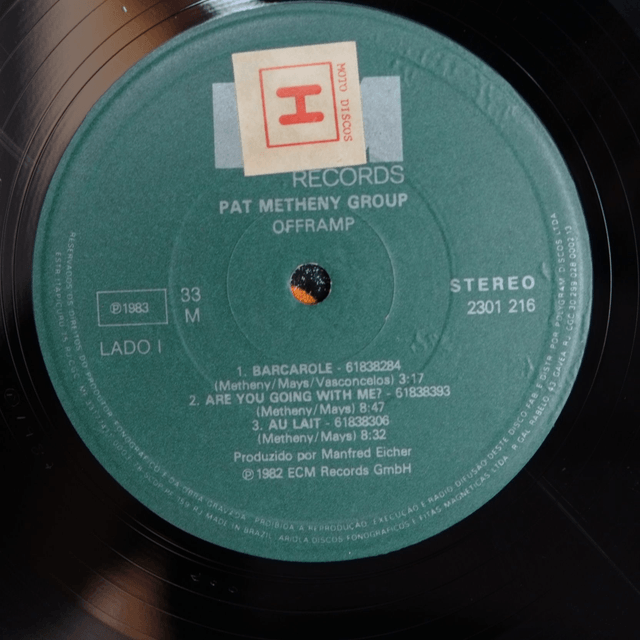 MOTO DISCOS
H
RECORDS
PAT METHENY GROUP
OFFRAMP
Ⓟ1983
33
M
STEREO
2301 216
LADO I
1. BARCAROLE - 61838284
(Metheny/Mays/Vasconcelos) 3:17
2. ARE YOU GOING WITH ME? - 61838393
(Metheny/Mays) 8:47
3. AU LAIT - 61838306
(Metheny/Mays) 8:32
Produzido por Manfred Eicher
Ⓟ 1982 ECM Records GmbH